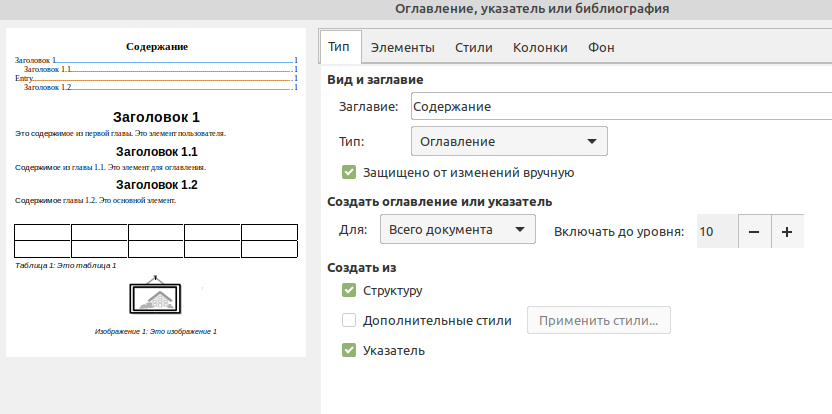 Оглавление, указатель или библиография
Содержание
Заголовок 1 1
Заголовок 1.1 1
Entry 1
Заголовок 1.2 1
Заголовок 1
Это содержимое из первой главы. Это элемент пользователя.
Заголовок 1.1
Содержимое из главы 1.1. Это элемент для оглавления.
Заголовок 1.2
Содержимое главы 1.2. Это основной элемент.
Таблица 1: Это таблица 1
Изображение 1: Это изображение 1
Тип Элементы Стили Колонки Фон
Вид и заглавие
Заглавие: Содержание
Тип: Оглавление
Защищено от изменений вручную
Создать оглавление или указатель
Для: Всего документа Включать до уровня: 10 − +
Создать из
Структуру
Дополнительные стили Применить стили...
Указатель